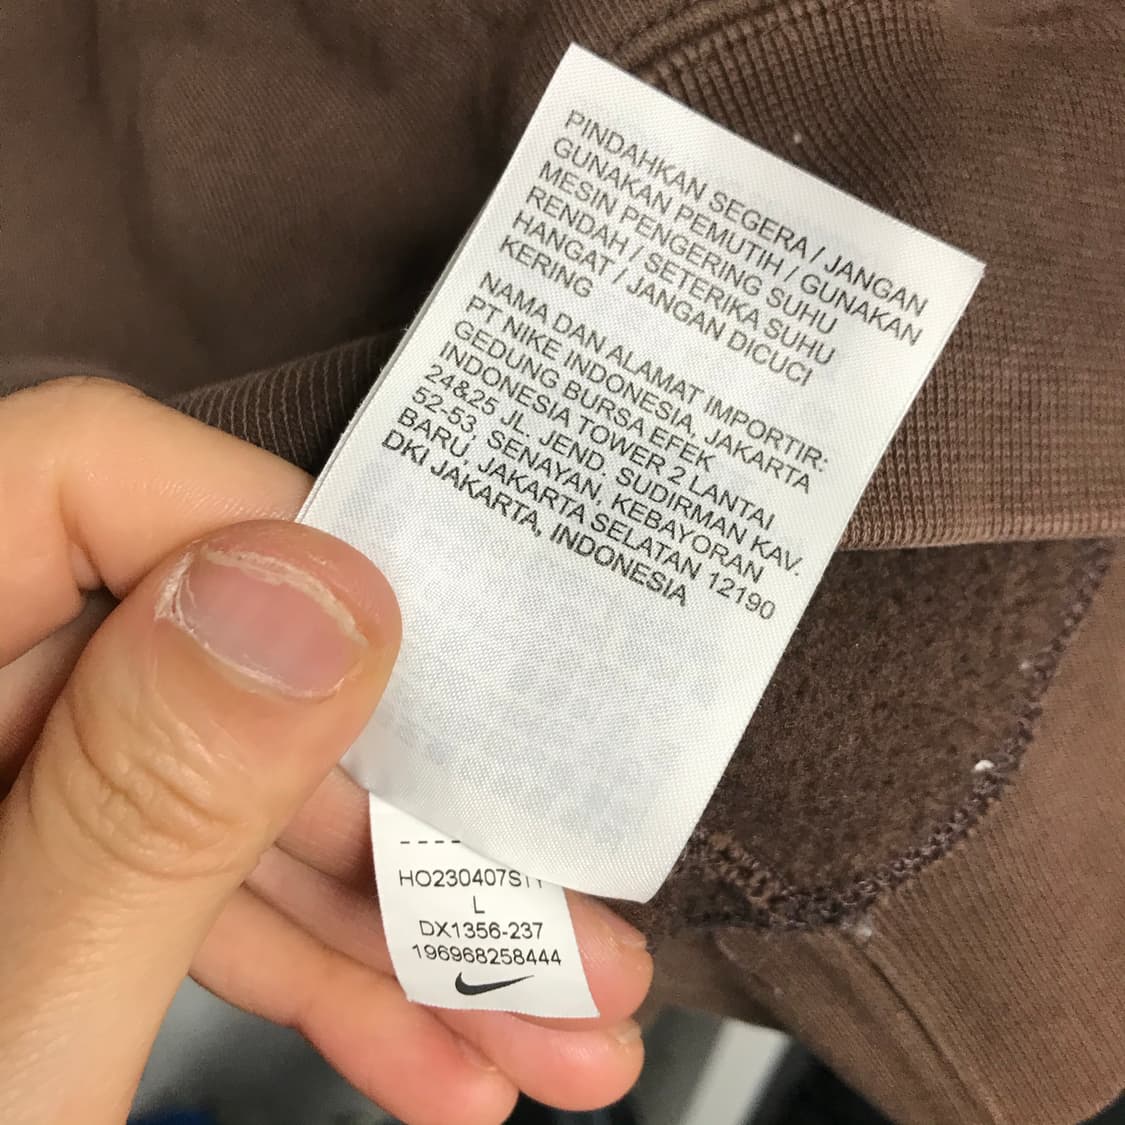 PINDAHKAN SEGERA / JANGAN
GUNAKAN PEMUTIH / GUNAKAN
MESIN PENGERING SUHU
RENDAH / SETERIKA SUHU
HANGAT / JANGAN DICUCI
KERING
NAMA DAN ALAMAT IMPORTIR:
PT NIKE INDONESIA, JAKARTA
GEDUNG BURSA EFEK
INDONESIA TOWER 2 LANTAI
24&25 JL. JEND. SUDIRMAN KAV.
52-53, SENAYAN, KEBAYORAN
BARU, JAKARTA SELATAN 12190
DKI JAKARTA, INDONESIA
L
DX1356-237
196968258444